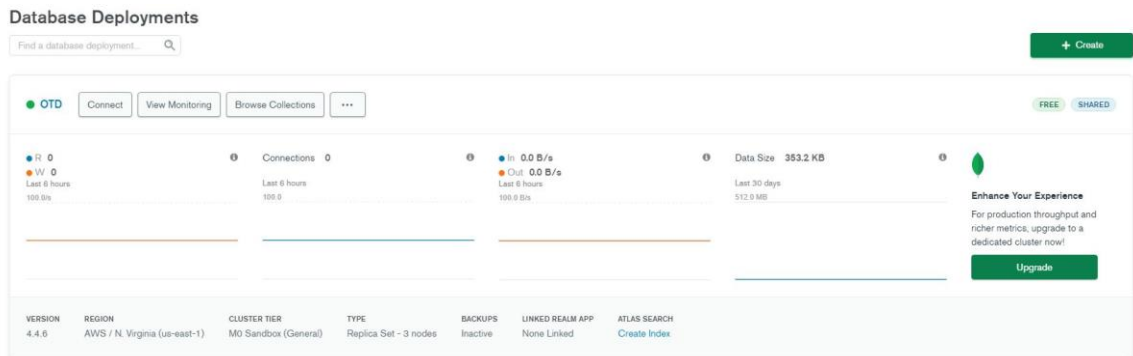 Database Deployments
Find a database deployment...
+ Create
OTD
Connect
View Monitoring
Browse Collections
...
FREE
SHARED
R 0
W 0
Last 6 hours
100.0/s
Connections 0
Last 6 hours
100.0
In 0.0 B/s
Out 0.0 B/s
Last 6 hours
100.0 B/s
Data Size 353.2 KB
Last 30 days
512.0 MB
Enhance Your Experience
For production throughput and
richer metrics, upgrade to a
dedicated cluster now!
Upgrade
VERSION
4.4.6
REGION
AWS / N. Virginia (us-east-1)
CLUSTER TIER
M0 Sandbox (General)
TYPE
Replica Set - 3 nodes
BACKUPS
Inactive
LINKED REALM APP
None Linked
ATLAS SEARCH
Create Index